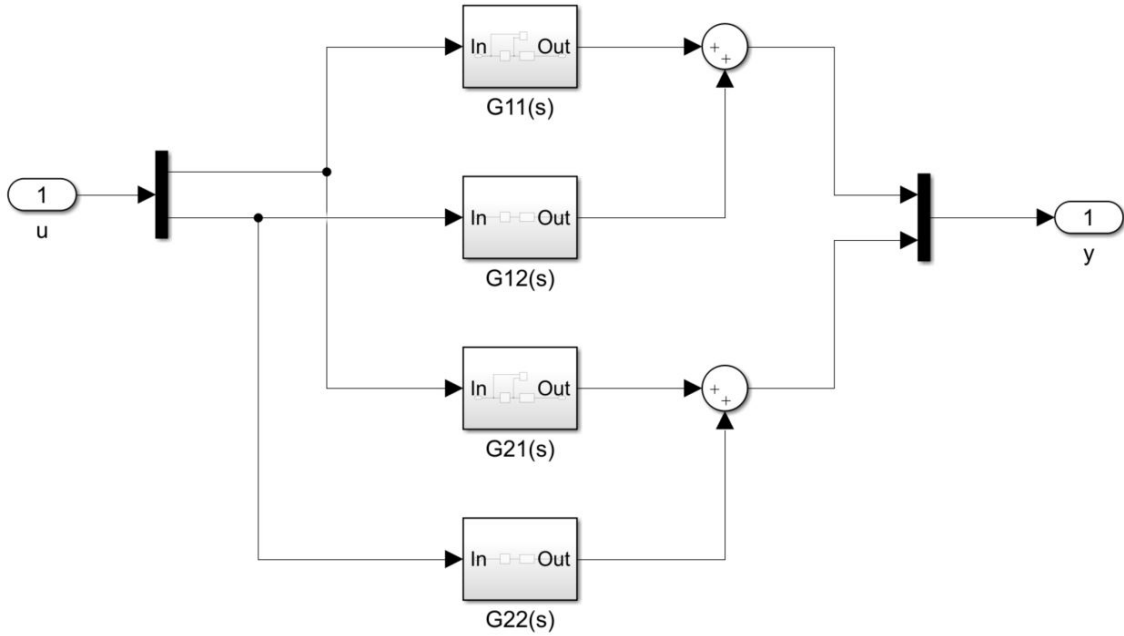 In Out
+
+
G11(s)
1
u
In Out
G12(s)
1
y
In Out
+
+
G21(s)
In Out
G22(s)